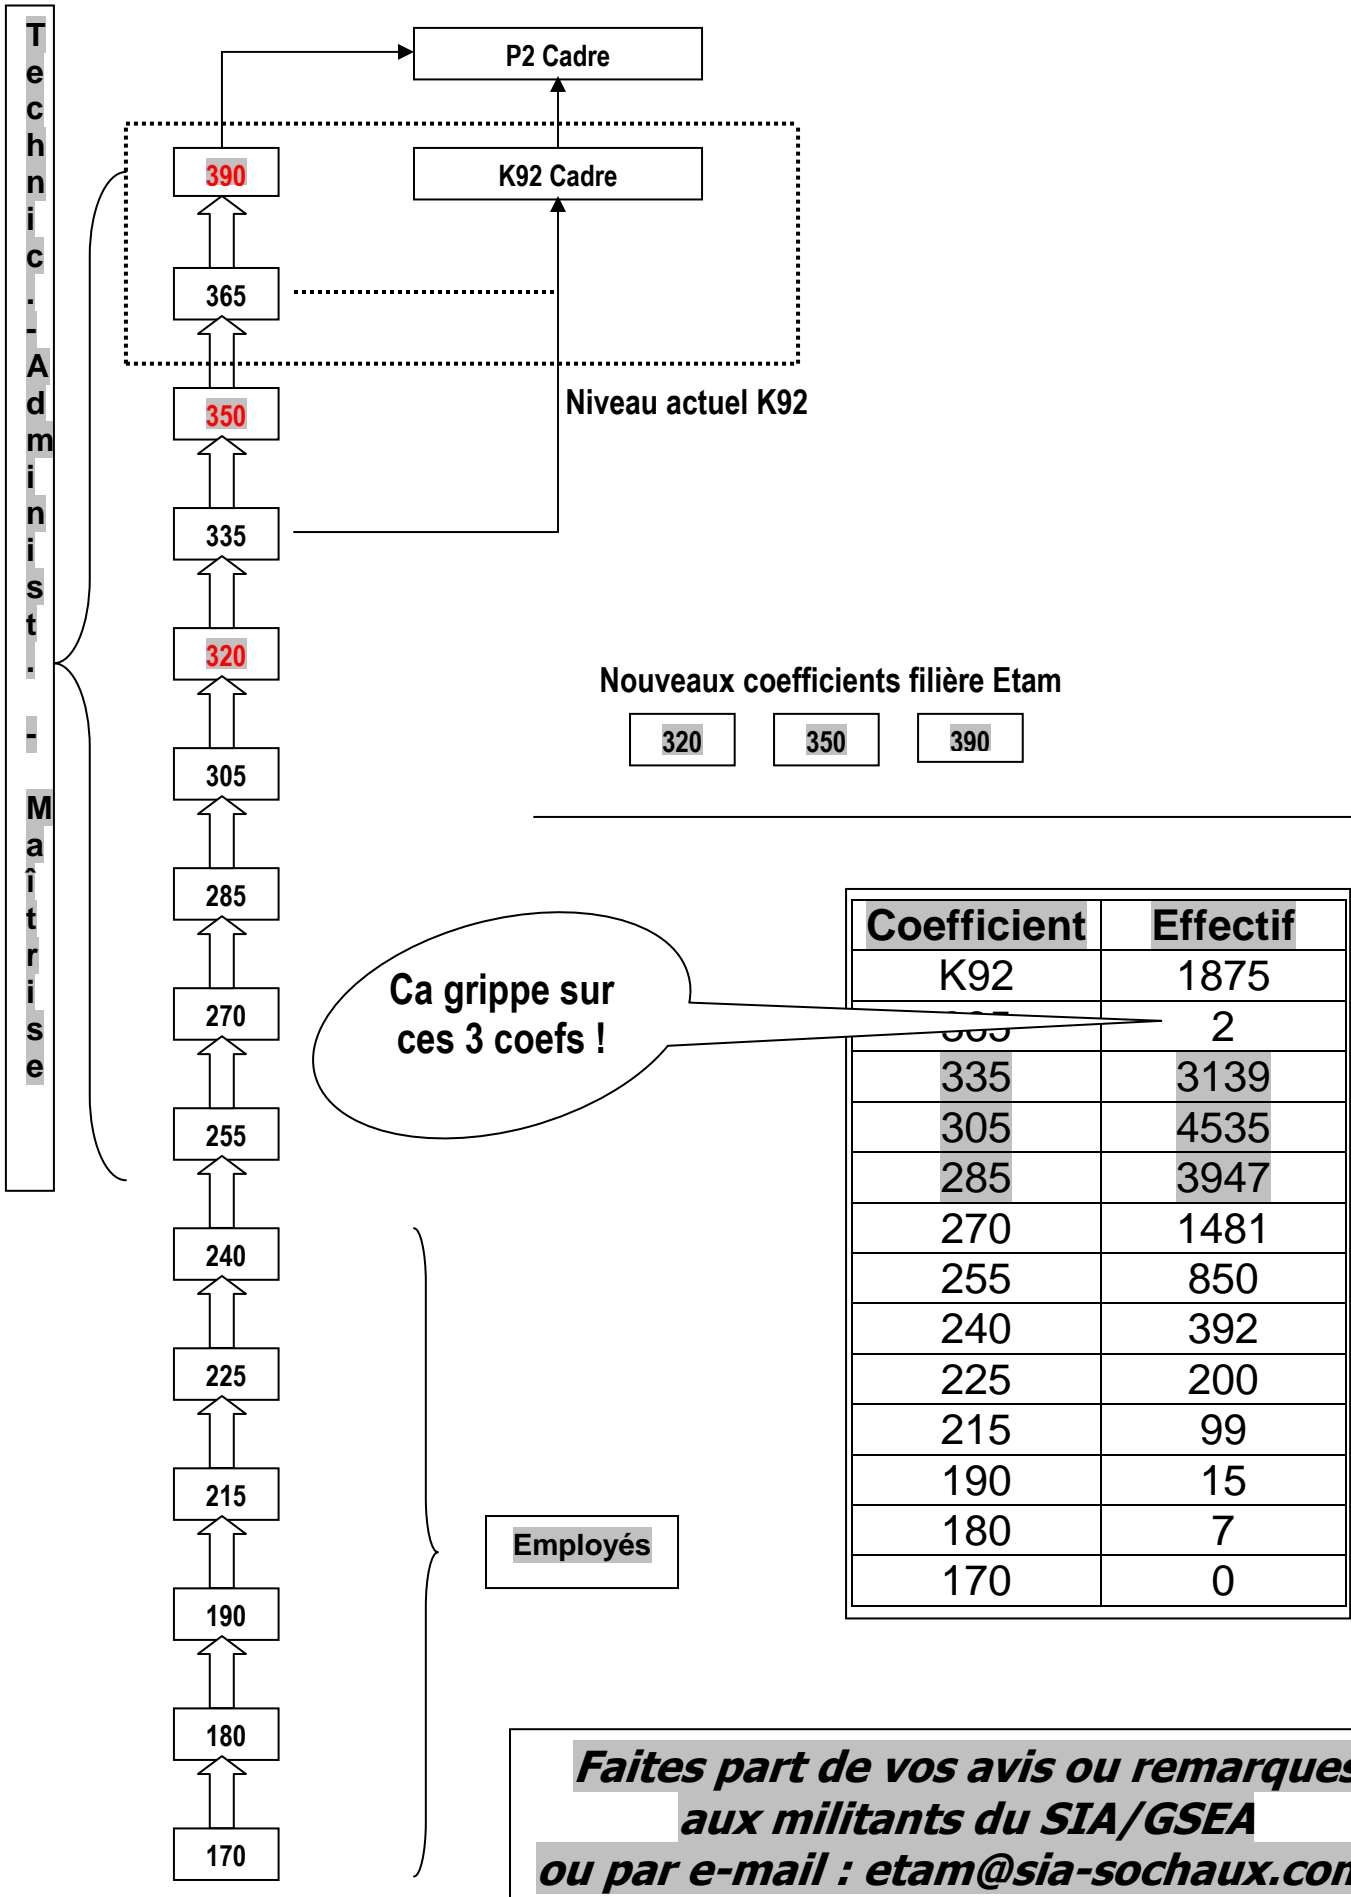 Technic.-Administ. - Maîtrise
P2 Cadre
390
K92 Cadre
365
350
Niveau actuel K92
335
320
Nouveaux coefficients filière Etam
320 350 390
305
285
270
255
240
225
215
190
180
170
Ca grippe sur
ces 3 coefs !
Employés
Coefficient Effectif
K92 1875
2
335 3139
305 4535
285 3947
270 1481
255 850
240 392
225 200
215 99
190 15
180 7
170 0
Faites part de vos avis ou remarques
aux militants du SIA/GSEA
ou par e-mail : etam@sia-sochaux.com